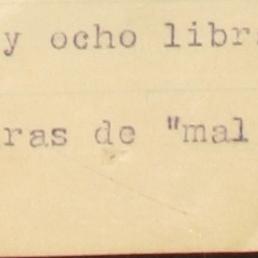 y ocho libr
ras de "mal